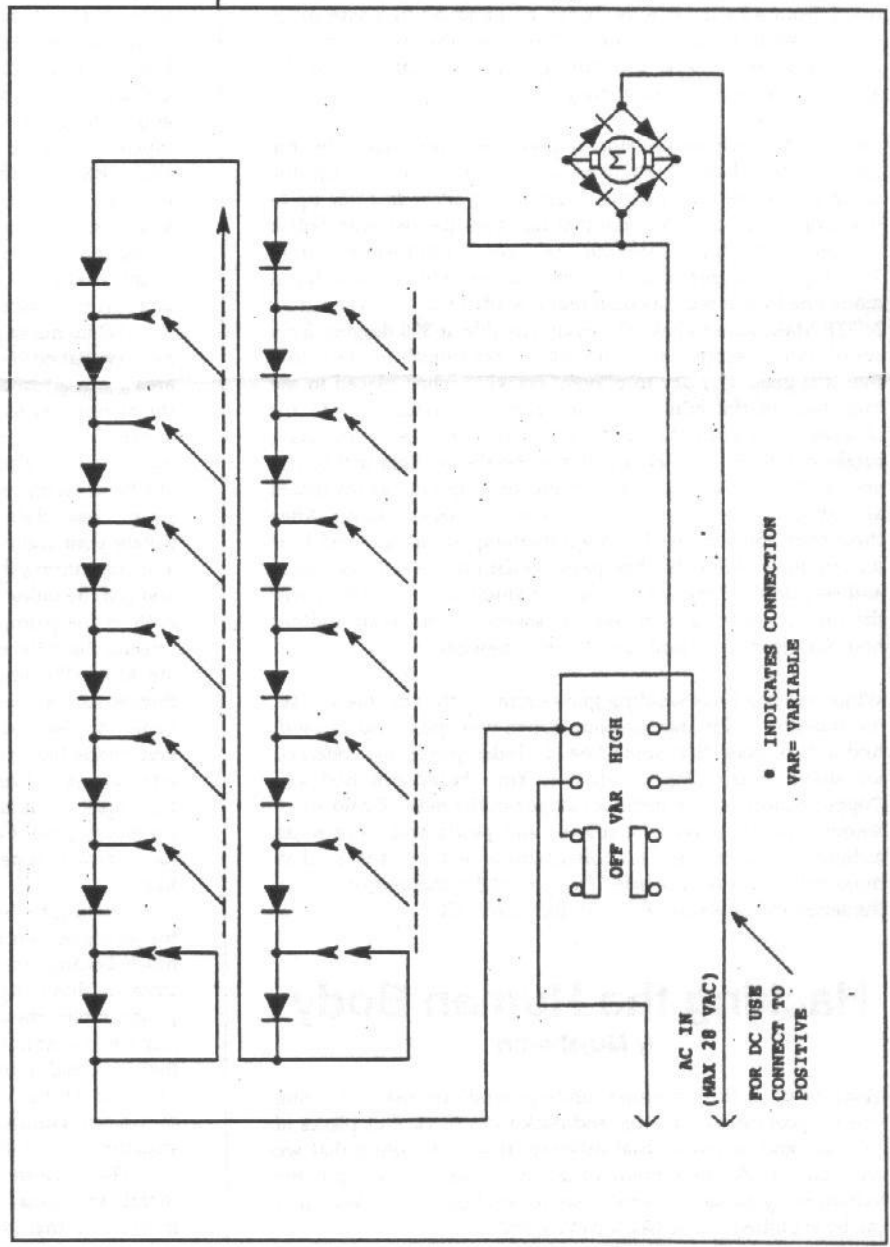 M
OFF VAR HIGH
● INDICATES CONNECTION
VAR= VARIABLE
AC IN
(MAX 28 VAC)
FOR DC USE
CONNECT TO
POSITIVE